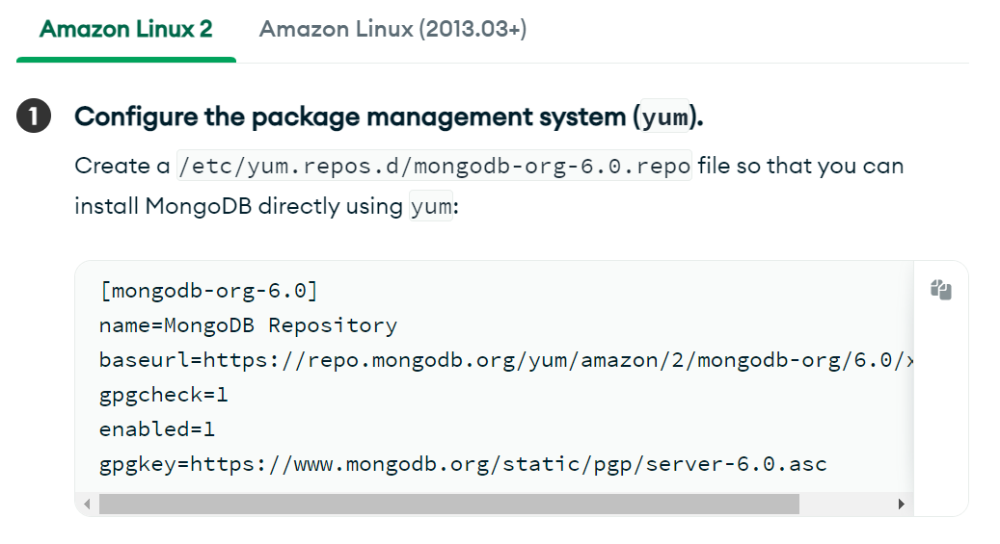 Amazon Linux 2 Amazon Linux (2013.03+)
1 Configure the package management system (yum).
Create a /etc/yum.repos.d/mongodb-org-6.0.repo file so that you can
install MongoDB directly using yum:
[mongodb-org-6.0]
name=MongoDB Repository
baseurl=https://repo.mongodb.org/yum/amazon/2/mongodb-org/6.0/x
gpgcheck=1
enabled=1
gpgkey=https://www.mongodb.org/static/pgp/server-6.0.asc